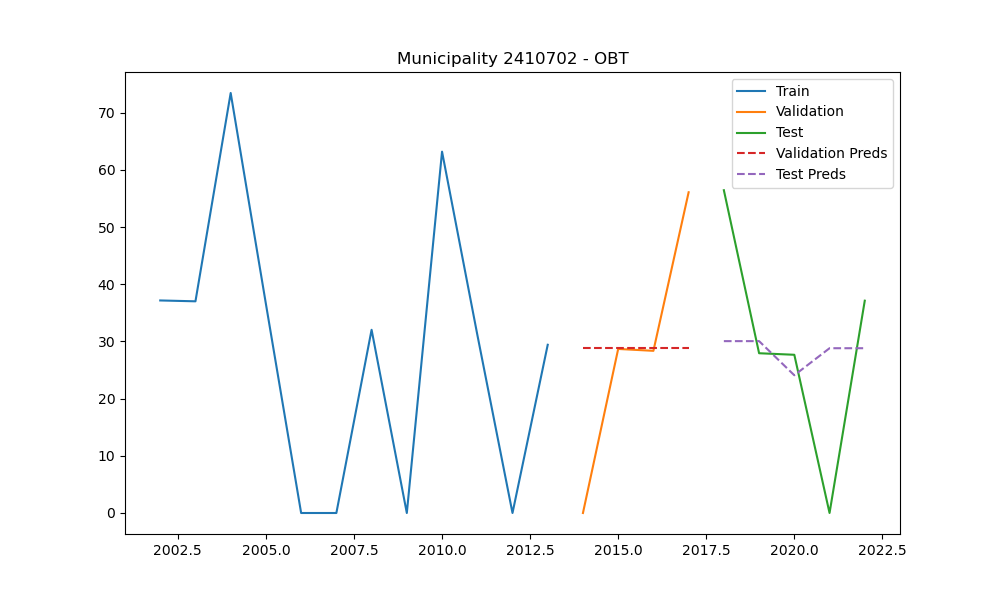 Municipality 2410702 - OBT
Train
Validation
Test
Validation Preds
Test Preds
70
60
50
40
30
20
10
0
2002.5 2005.0 2007.5 2010.0 2012.5 2015.0 2017.5 2020.0 2022.5